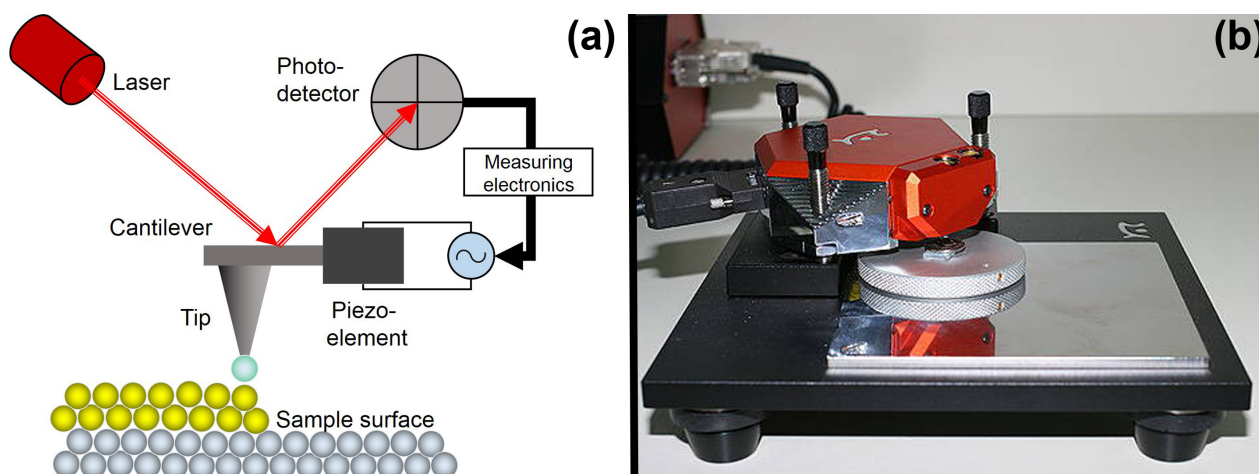 (a)
Laser
Photo-
detector
Measuring
electronics
Cantilever
Tip
Piezo-
element
Sample surface
(b)